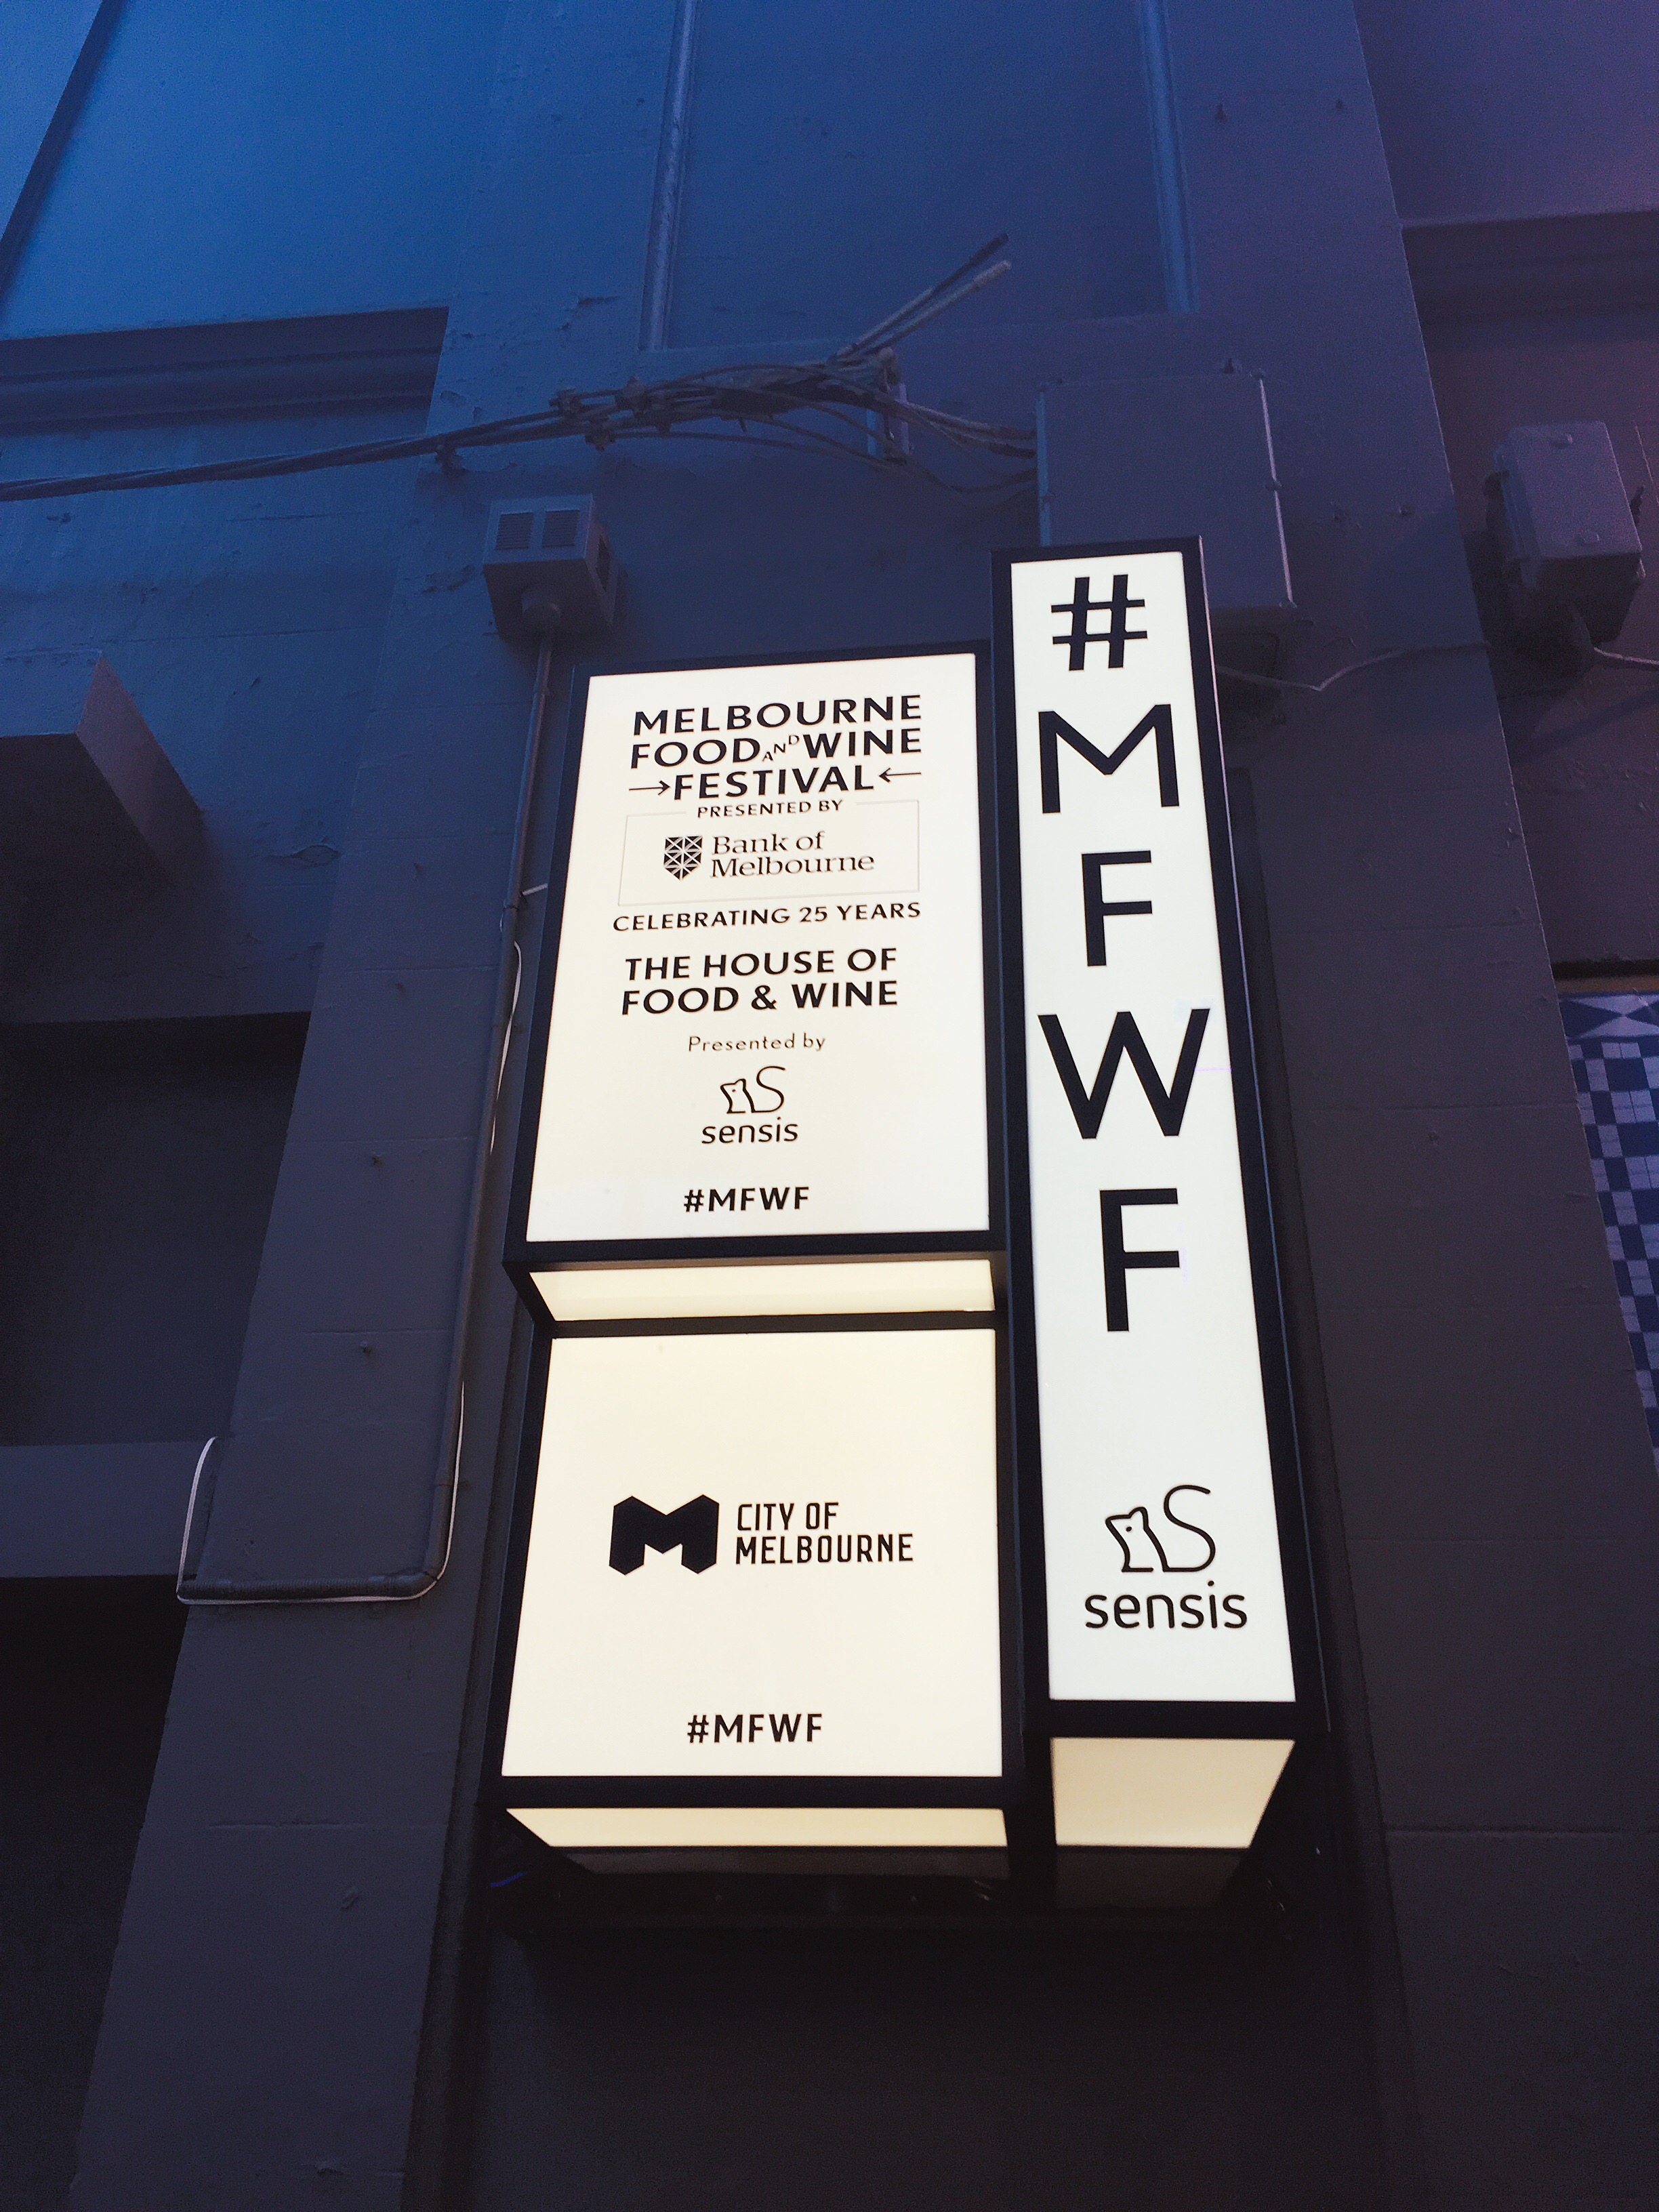 MELBOURNE
FOOD AND WINE
→FESTIVAL←
PRESENTED BY
Bank of
Melbourne
CELEBRATING 25 YEARS
THE HOUSE OF
FOOD & WINE
Presented by
S
sensis
#MFWF
M CITY OF
MELBOURNE
#MFWF
#
M
F
W
F
S
sensis